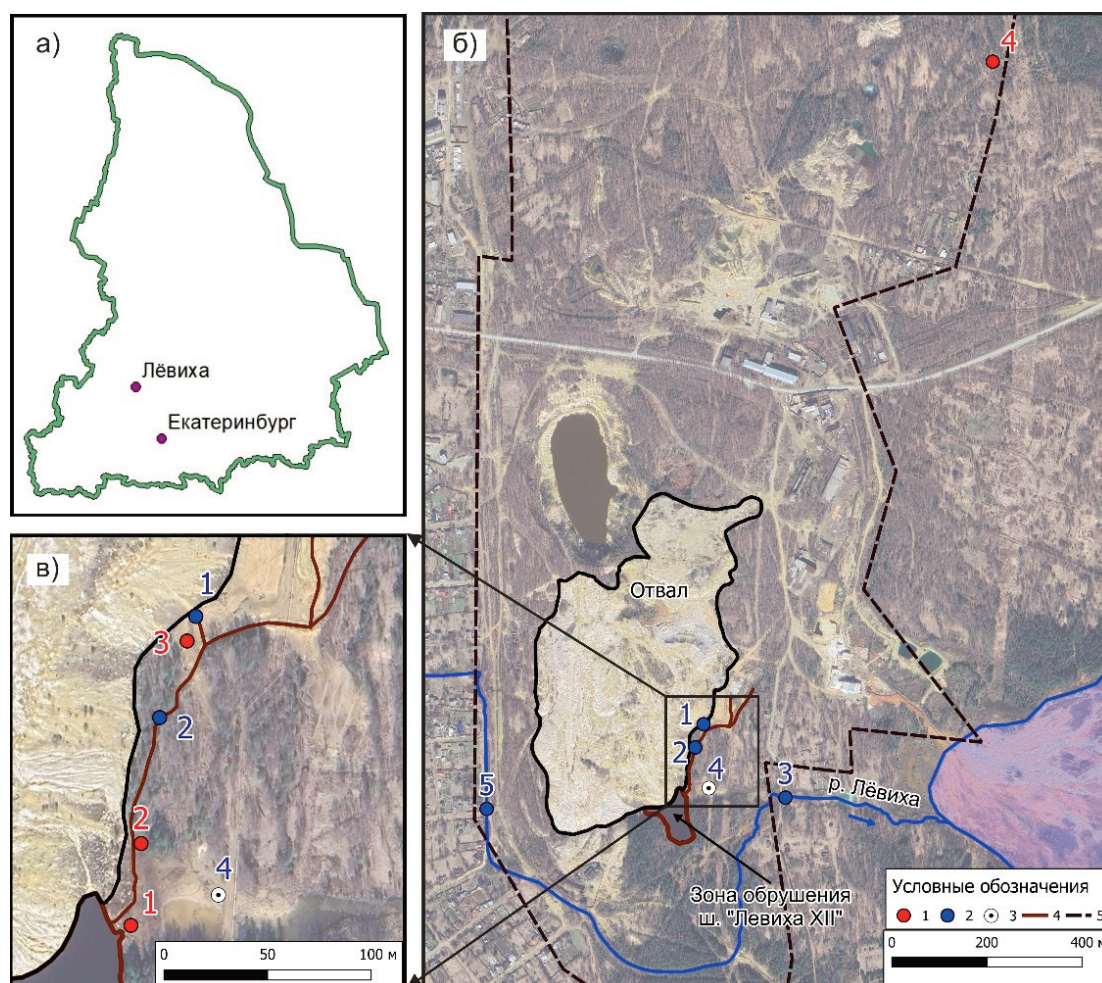 а)
Лёвиха
Екатеринбург
б)
4
Отвал
1
2
4
3
5
р. Лёвиха
Зона обрушения
ш. "Левиха XII"
Условные обозначения
1 2 3 4 5
0 200 400 м
в)
1
3
2
2
4
1
0 50 100 м